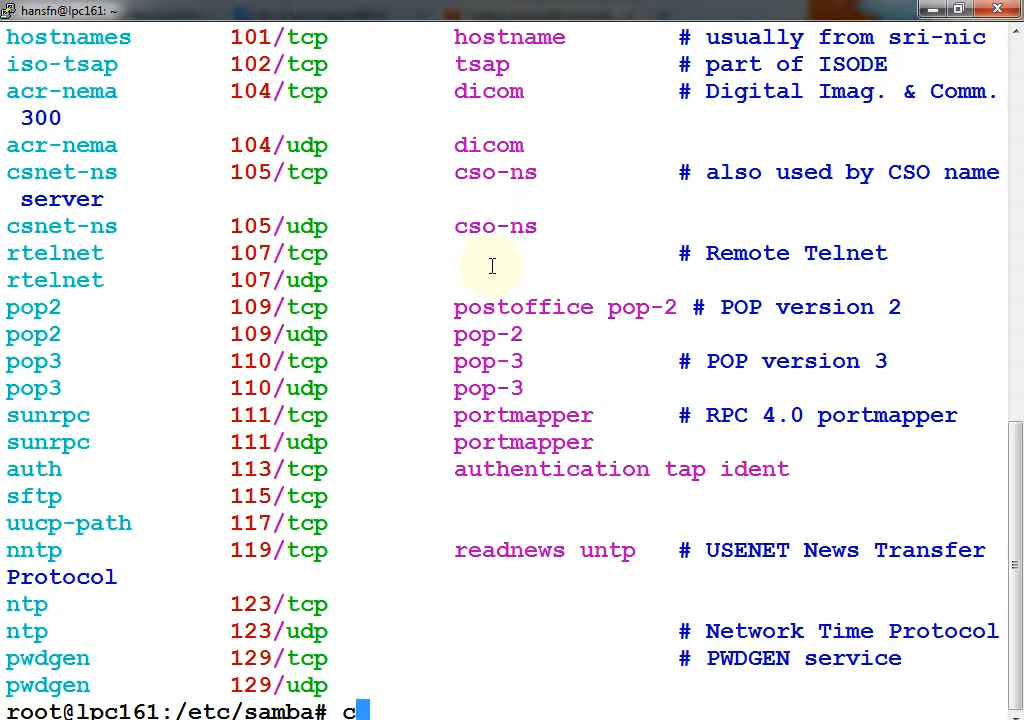 hansfn@lpc161: ~
hostnames 101/tcp hostname # usually from sri-nic
iso-tsap 102/tcp tsap # part of ISODE
acr-nema 104/tcp dicom # Digital Imag. & Comm.
300
acr-nema 104/udp dicom
csnet-ns 105/tcp cso-ns # also used by CSO name
server
csnet-ns 105/udp cso-ns
rtelnet 107/tcp # Remote Telnet
rtelnet 107/udp
pop2 109/tcp postoffice pop-2 # POP version 2
pop2 109/udp pop-2
pop3 110/tcp pop-3 # POP version 3
pop3 110/udp pop-3
sunrpc 111/tcp portmapper # RPC 4.0 portmapper
sunrpc 111/udp portmapper
auth 113/tcp authentication tap ident
sftp 115/tcp
uucp-path 117/tcp
nntp 119/tcp readnews untp # USENET News Transfer
Protocol
ntp 123/tcp
ntp 123/udp # Network Time Protocol
pwdgen 129/tcp # PWDGEN service
pwdgen 129/udp
root@lpc161:/etc/samba# c